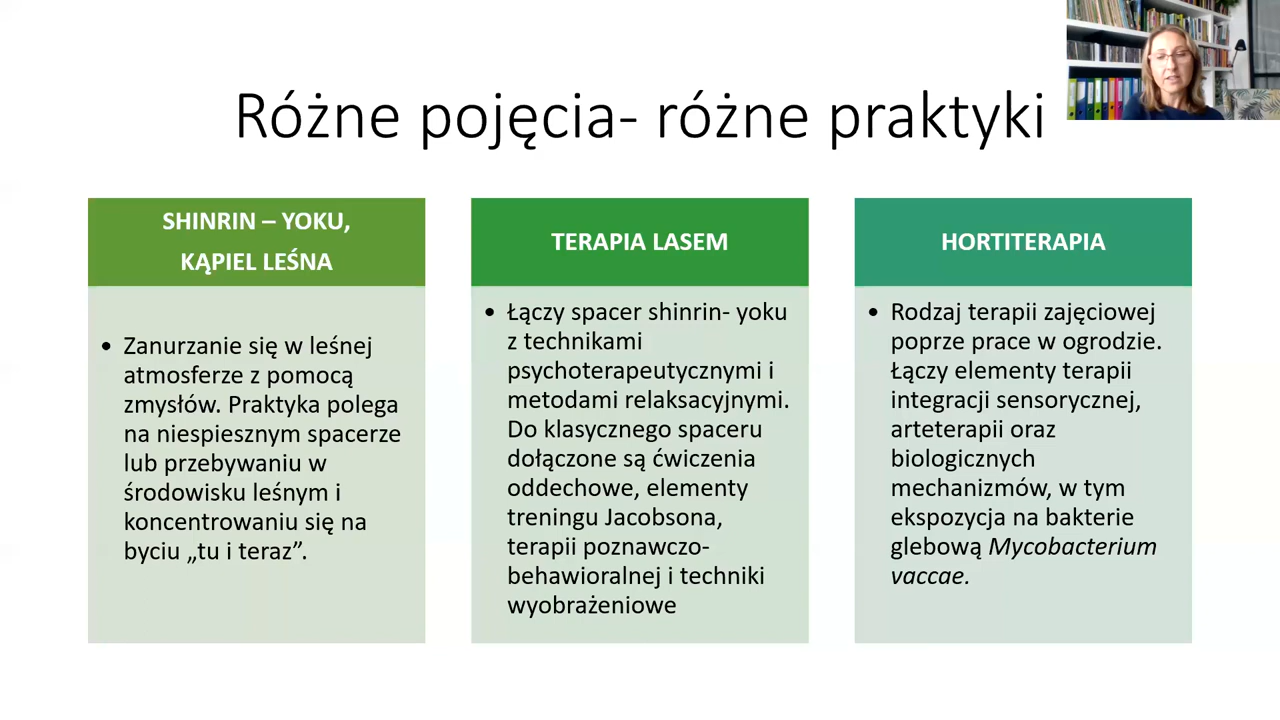 Różne pojęcia- różne praktyki
SHINRIN – YOKU,
KĄPIEL LEŚNA
• Zanurzanie się w leśnej
atmosferze z pomocą
zmysłów. Praktyka polega
na niespiesznym spacerze
lub przebywaniu w
środowisku leśnym i
koncentrowaniu się na
byciu „tu i teraz”.
TERAPIA LASEM
• Łączy spacer shinrin- yoku
z technikami
psychoterapeutycznymi i
metodami relaksacyjnymi.
Do klasycznego spaceru
dołączone są ćwiczenia
oddechowe, elementy
treningu Jacobsona,
terapii poznawczo-
behawioralnej i techniki
wyobrażeniowe
HORTITERAPIA
• Rodzaj terapii zajęciowej
poprze prace w ogrodzie.
Łączy elementy terapii
integracji sensorycznej,
arteterapii oraz
biologicznych
mechanizmów, w tym
ekspozycja na bakterie
glebową Mycobacterium
vaccae.